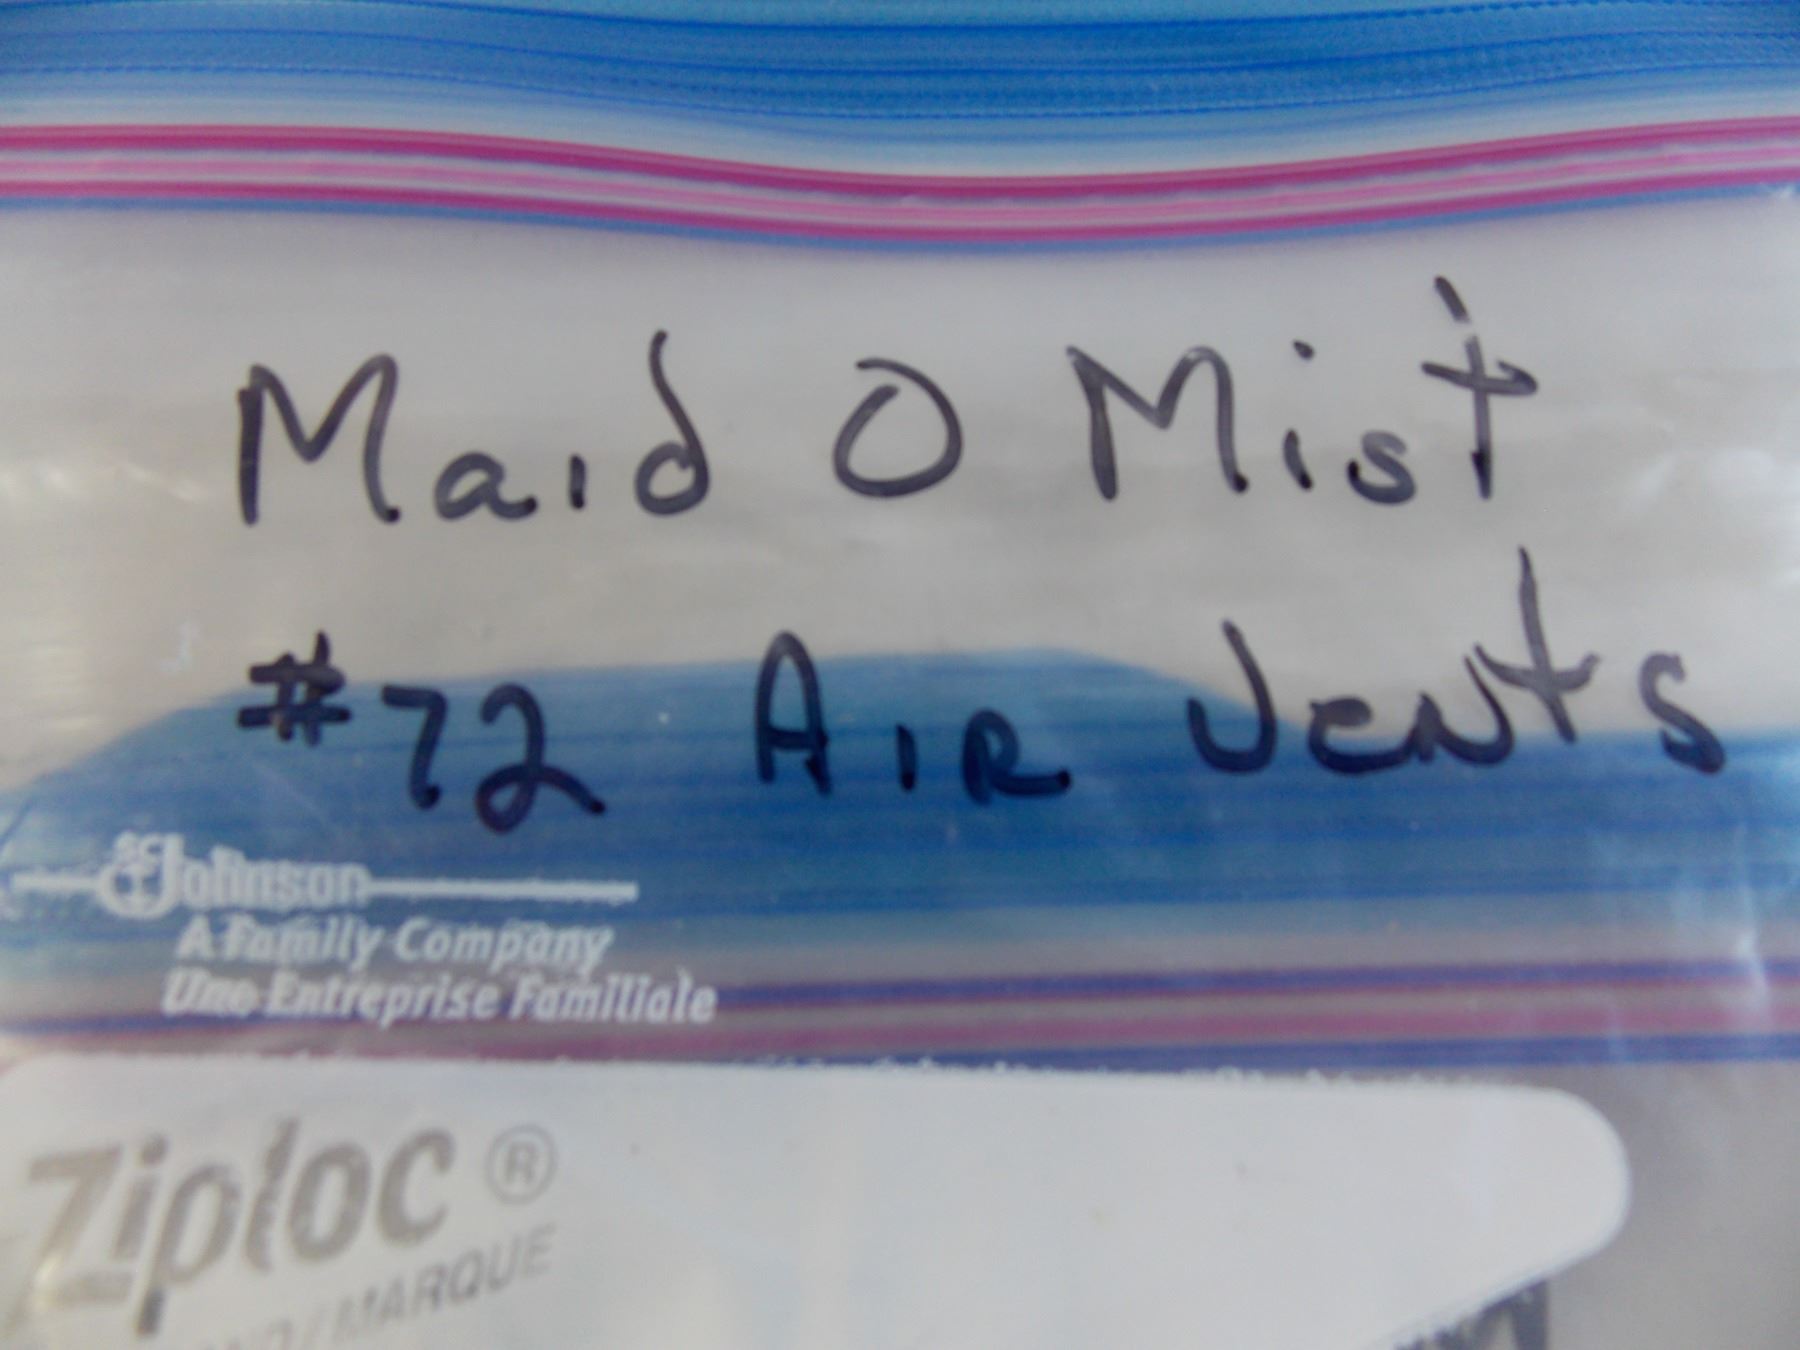 Maid O Mist
#72 AIR Vents
SC Johnson
A Family Company
Une Entreprise Familiale
Ziploc®
/MARQUE